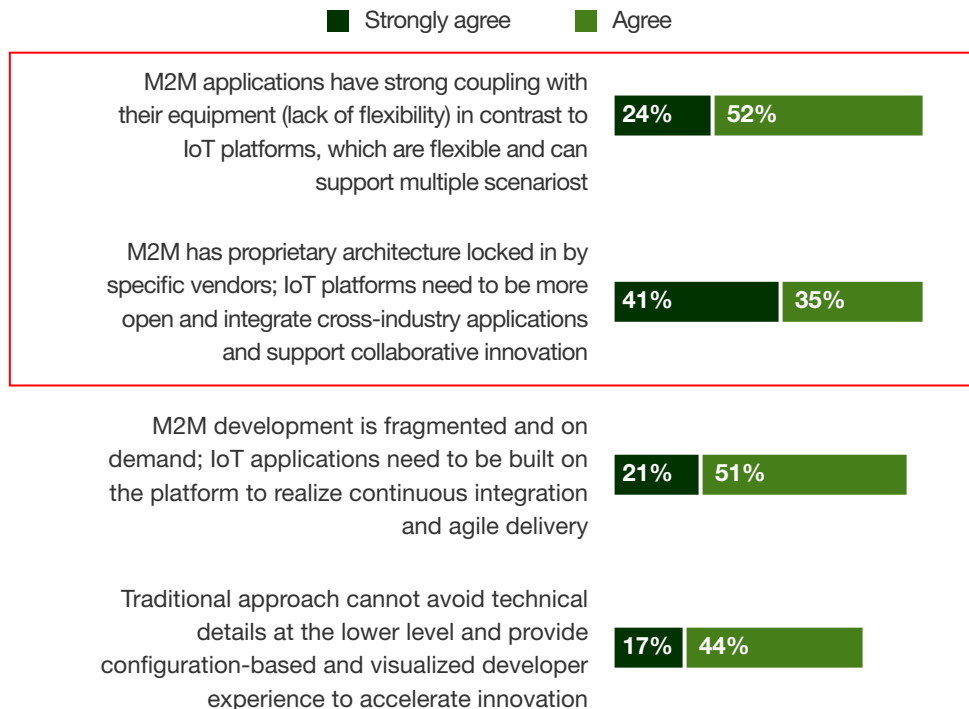 Strongly agree Agree
M2M applications have strong coupling with
their equipment (lack of flexibility) in contrast to
IoT platforms, which are flexible and can
support multiple scenariost
24% 52%
M2M has proprietary architecture locked in by
specific vendors; IoT platforms need to be more
open and integrate cross-industry applications
and support collaborative innovation
41% 35%
M2M development is fragmented and on
demand; IoT applications need to be built on
the platform to realize continuous integration
and agile delivery
21% 51%
Traditional approach cannot avoid technical
details at the lower level and provide
configuration-based and visualized developer
experience to accelerate innovation
17% 44%